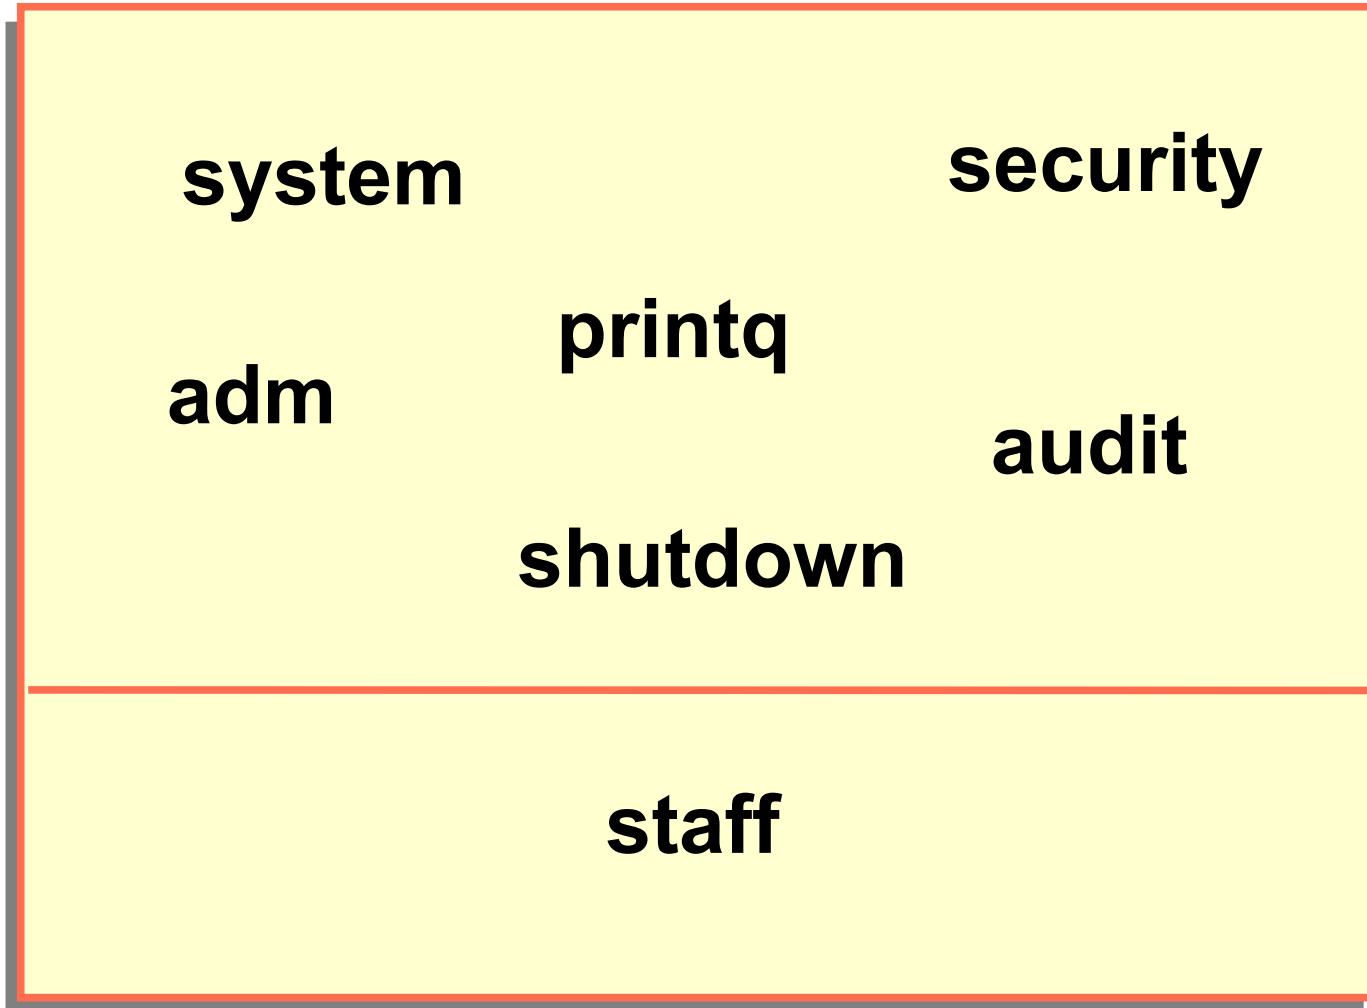 system
security
printq
adm
audit
shutdown
staff